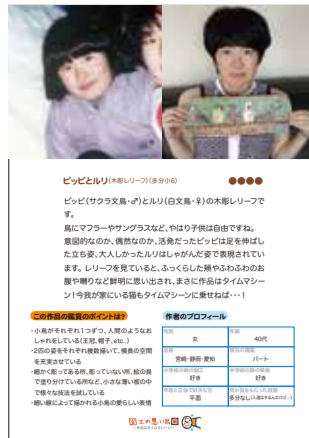 ピッピとルリ(木彫レリーフ)(多分小6)
ピッピ(サクラ文鳥・♂)とルリ(白文鳥・♀)の木彫レリーフで
す。
鳥にマフラーやサングラスなど、やはり子供は自由ですね。
意図的なのか、偶然なのか、活発だったピッピは足を伸ばし
た立ち姿、大人しかったルリはしゃがんだ姿で表現されてい
ます。レリーフを見ていると、ふっくらした頬やふわふわのお
腹や囀りなど鮮明に思い出され、まさに作品はタイムマシー
ン!今我が家にいる猫もタイムマシーンに乗せねば・・・!
この作品の鑑賞のポイントは?
・小鳥がそれぞれ1つずつ、人間のようなお
しゃれをしている(王冠、帽子、etc..)
・2匹の姿をそれぞれ複数描いて、横長の空間
を充実させている
・細かく彫ってある所、彫っていない所、絵の具
で塗り分けている所など、小さな薄い板の中
で様々な技法を試している
・細い線によって描かれる小鳥の愛らしい表情
作者のプロフィール
性別
年齢
女
40代
出身
現在の職業
宮崎・静岡・愛知
パート
小学校の時の図工
中学校の時の美術
好き
好き
平面
多分なし
図工の思い出